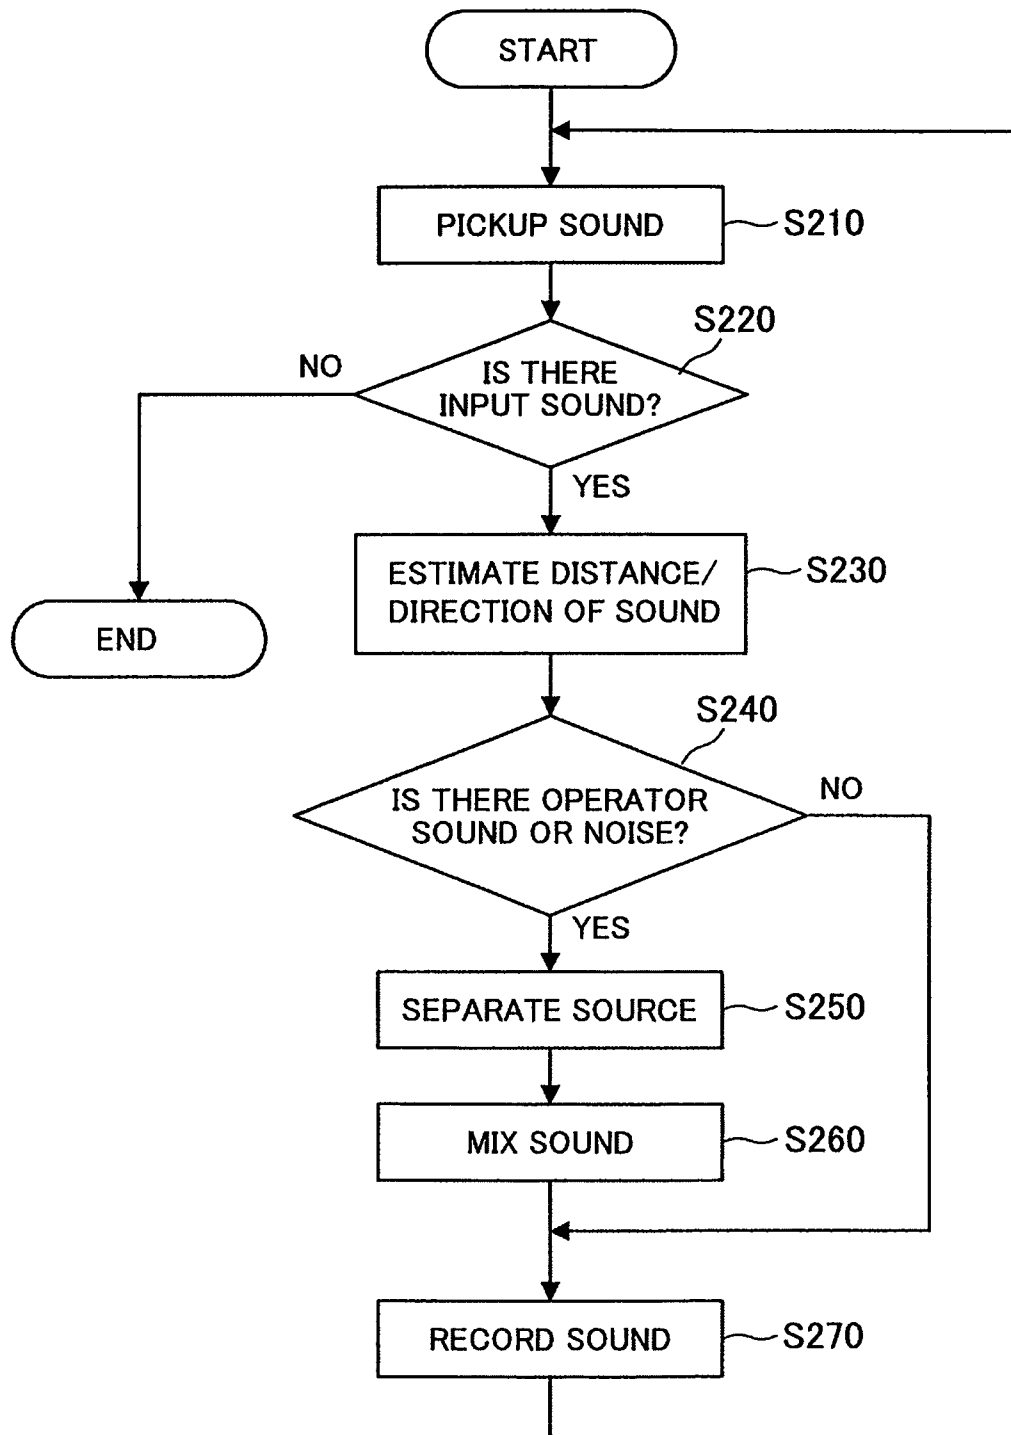 START
PICKUP SOUND
S210
S220
NO
IS THERE
INPUT SOUND?
YES
ESTIMATE DISTANCE/
DIRECTION OF SOUND
S230
END
S240
IS THERE OPERATOR
SOUND OR NOISE?
NO
YES
SEPARATE SOURCE
S250
MIX SOUND
S260
RECORD SOUND
S270